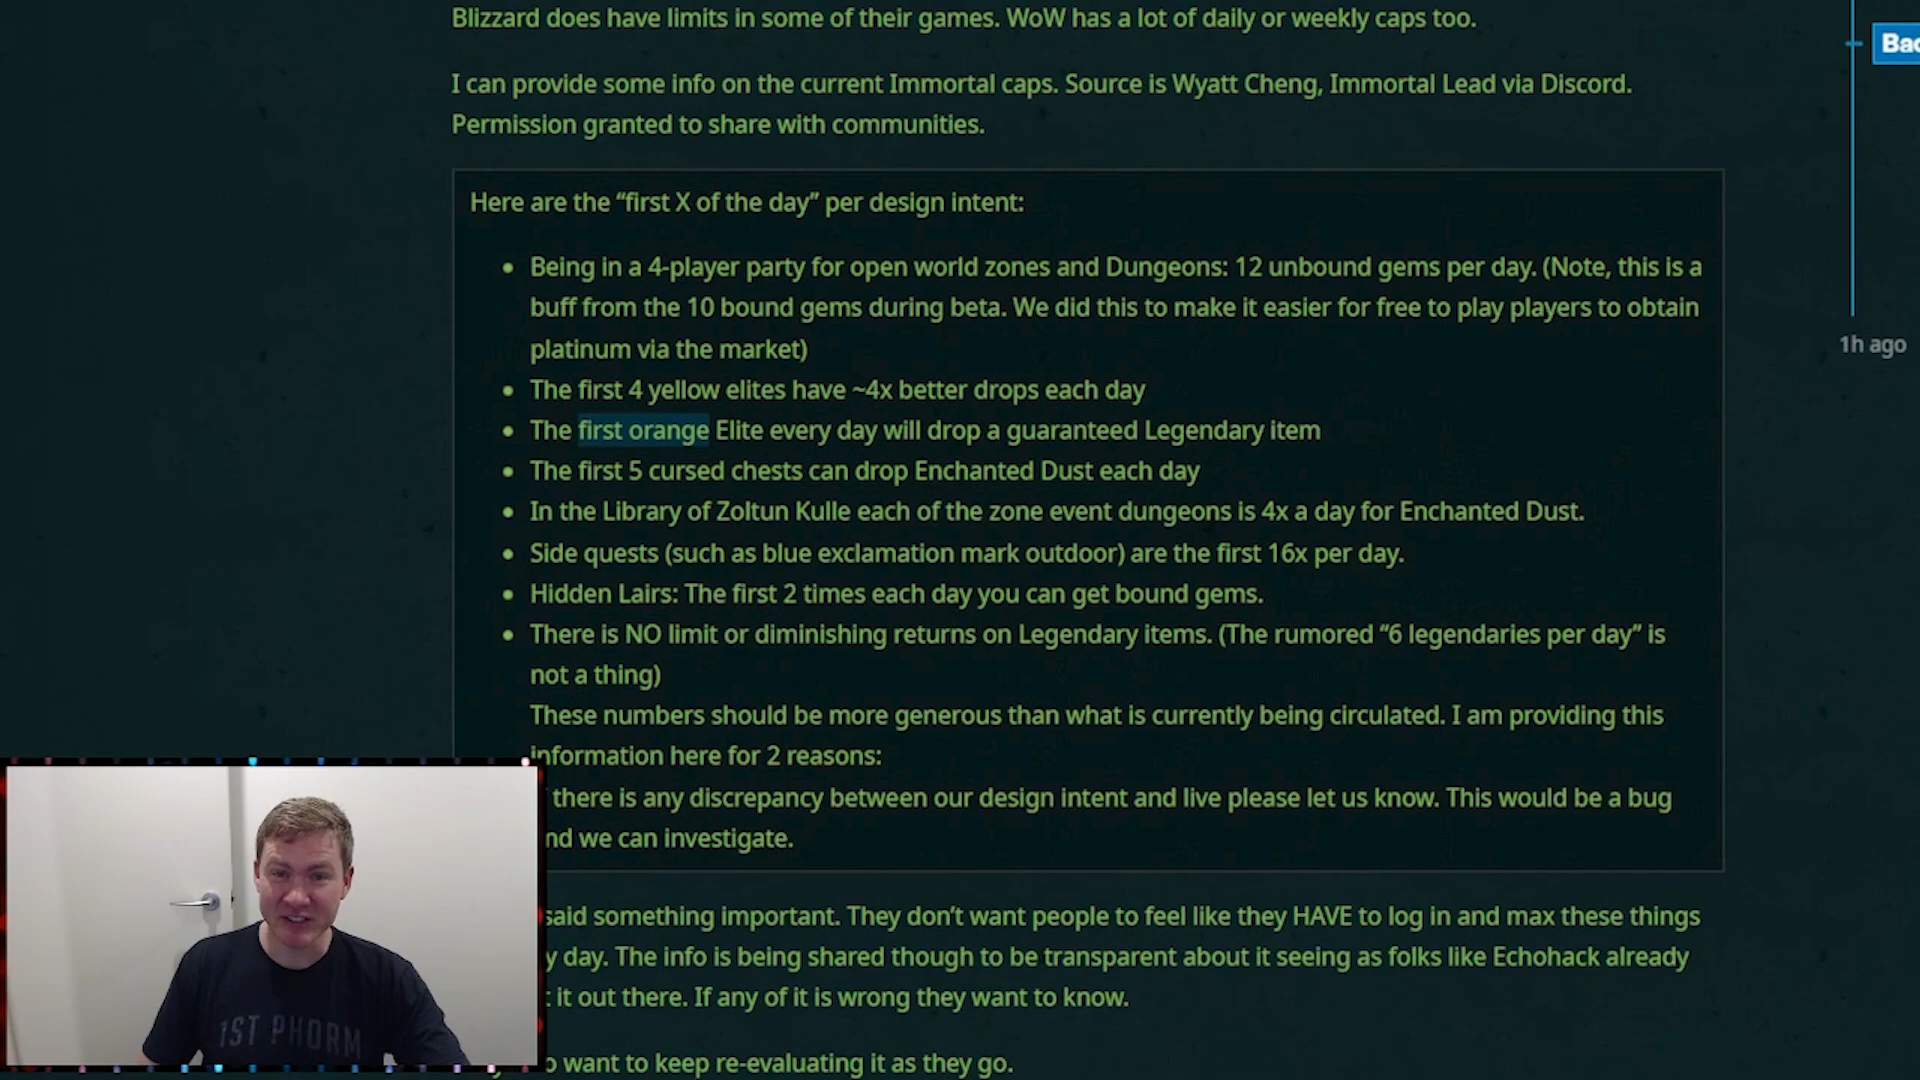 Blizzard does have limits in some of their games. WoW has a lot of daily or weekly caps too.
I can provide some info on the current Immortal caps. Source is Wyatt Cheng, Immortal Lead via Discord.
Permission granted to share with communities.
Here are the “first X of the day” per design intent:
• Being in a 4-player party for open world zones and Dungeons: 12 unbound gems per day. (Note, this is a
buff from the 10 bound gems during beta. We did this to make it easier for free to play players to obtain
platinum via the market)
• The first 4 yellow elites have ~4x better drops each day
• The first orange Elite every day will drop a guaranteed Legendary item
• The first 5 cursed chests can drop Enchanted Dust each day
• In the Library of Zoltun Kulle each of the zone event dungeons is 4x a day for Enchanted Dust.
• Side quests (such as blue exclamation mark outdoor) are the first 16x per day.
• Hidden Lairs: The first 2 times each day you can get bound gems.
• There is NO limit or diminishing returns on Legendary items. (The rumored “6 legendaries per day” is
not a thing)
These numbers should be more generous than what is currently being circulated. I am providing this
information here for 2 reasons:
there is any discrepancy between our design intent and live please let us know. This would be a bug
nd we can investigate.
said something important. They don’t want people to feel like they HAVE to log in and max these things
y day. The info is being shared though to be transparent about it seeing as folks like Echohack already
t it out there. If any of it is wrong they want to know.
o want to keep re-evaluating it as they go.
Bac
1h ago
1ST PHORM